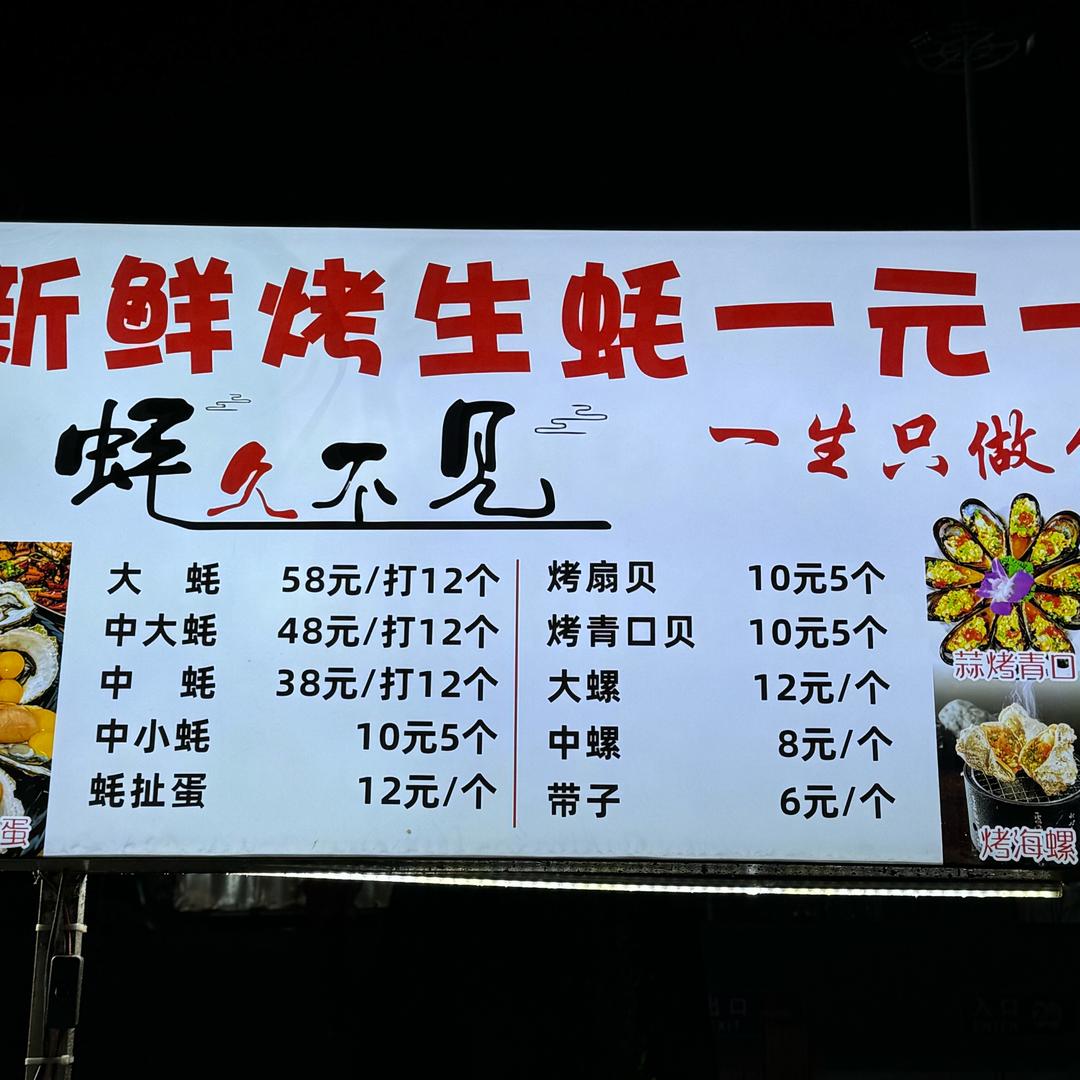 新鲜烤生蚝一元一
蚝久不见
一生只做
大 蚝 58元/打12个
中大蚝 48元/打12个
中 蚝 38元/打12个
中小蚝 10元5个
蚝扯蛋 12元/个
烤扇贝 10元5个
烤青口贝 10元5个
大螺 12元/个
中螺 8元/个
带子 6元/个
蛋
蒜烤青口
烤海螺
出口
EXIT
入口